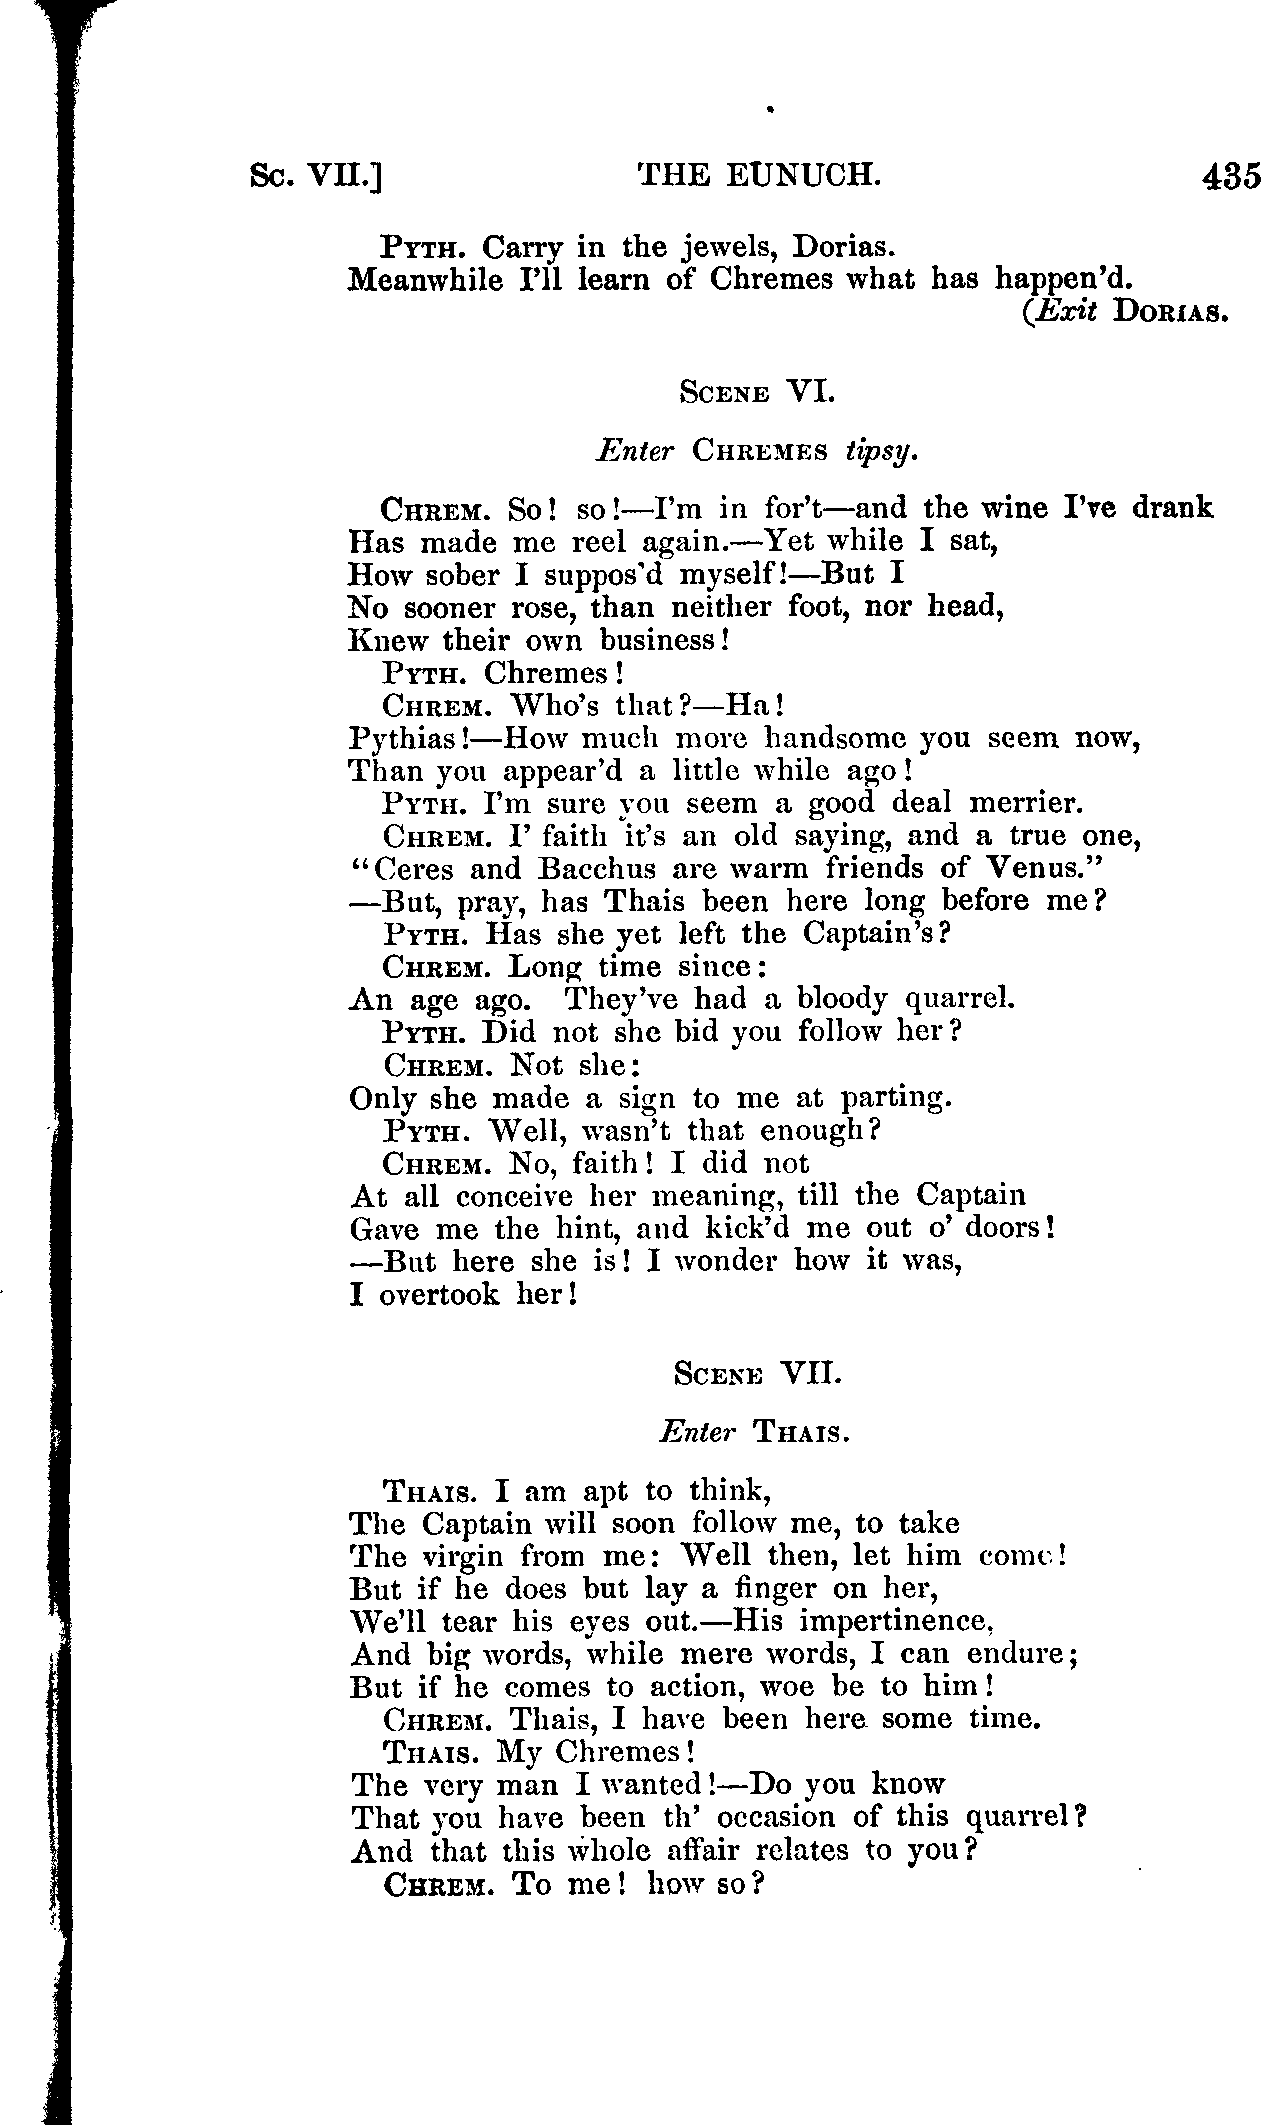 Sc. VII.] THE EUNUCH. 435
PYTH. Carry in the jewels, Dorias.
Meanwhile I'll learn of Chremes what has happen'd.
(Exit DORIAS.
SCENE VI.
Enter CHREMES tipsy.
CHREM. So! so!—I'm in for't—and the wine I've drank
Has made me reel again.—Yet while I sat,
How sober I suppos'd myself!—But I
No sooner rose, than neither foot, nor head,
Knew their own business!
PYTH. Chremes!
CHREM. Who's that?—Ha!
Pythias!—How much more handsome you seem now,
Than you appear'd a little while ago!
PYTH. I'm sure you seem a good deal merrier.
CHREM. I' faith it's an old saying, and a true one,
"Ceres and Bacchus are warm friends of Venus."
—But, pray, has Thais been here long before me?
PYTH. Has she yet left the Captain's?
CHREM. Long time since:
An age ago. They've had a bloody quarrel.
PYTH. Did not she bid you follow her?
CHREM. Not she:
Only she made a sign to me at parting.
PYTH. Well, wasn't that enough?
CHREM. No, faith! I did not
At all conceive her meaning, till the Captain
Gave me the hint, and kick'd me out o' doors!
—But here she is! I wonder how it was,
I overtook her!
SCENE VII.
Enter THAIS.
THAIS. I am apt to think,
The Captain will soon follow me, to take
The virgin from me: Well then, let him come!
But if he does but lay a finger on her,
We'll tear his eyes out.—His impertinence,
And big words, while mere words, I can endure;
But if he comes to action, woe be to him!
CHREM. Thais, I have been here some time.
THAIS. My Chremes!
The very man I wanted!—Do you know
That you have been th' occasion of this quarrel?
And that this whole affair relates to you?
CHREM. To me! how so?